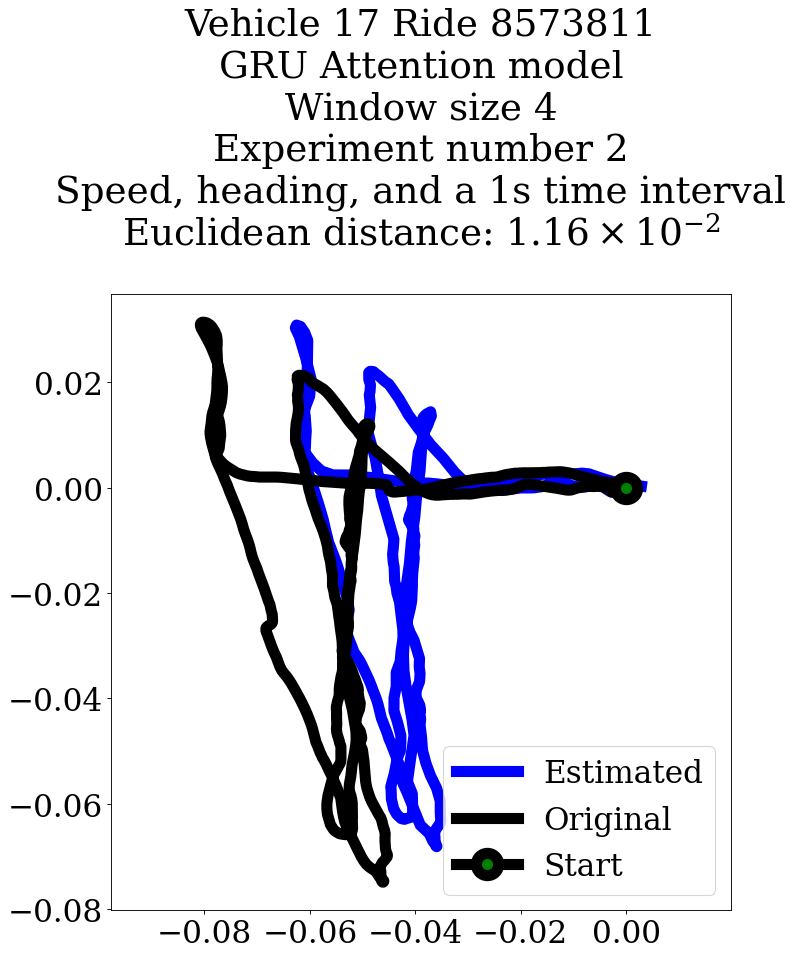 Vehicle 17 Ride 8573811
GRU Attention model
Window size 4
Experiment number 2
Speed, heading, and a 1s time interval
Euclidean distance: 1.16 × 10⁻²
0.02
0.00
−0.02
−0.04
−0.06
−0.08
Estimated
Original
Start
−0.08 −0.06 −0.04 −0.02 0.00